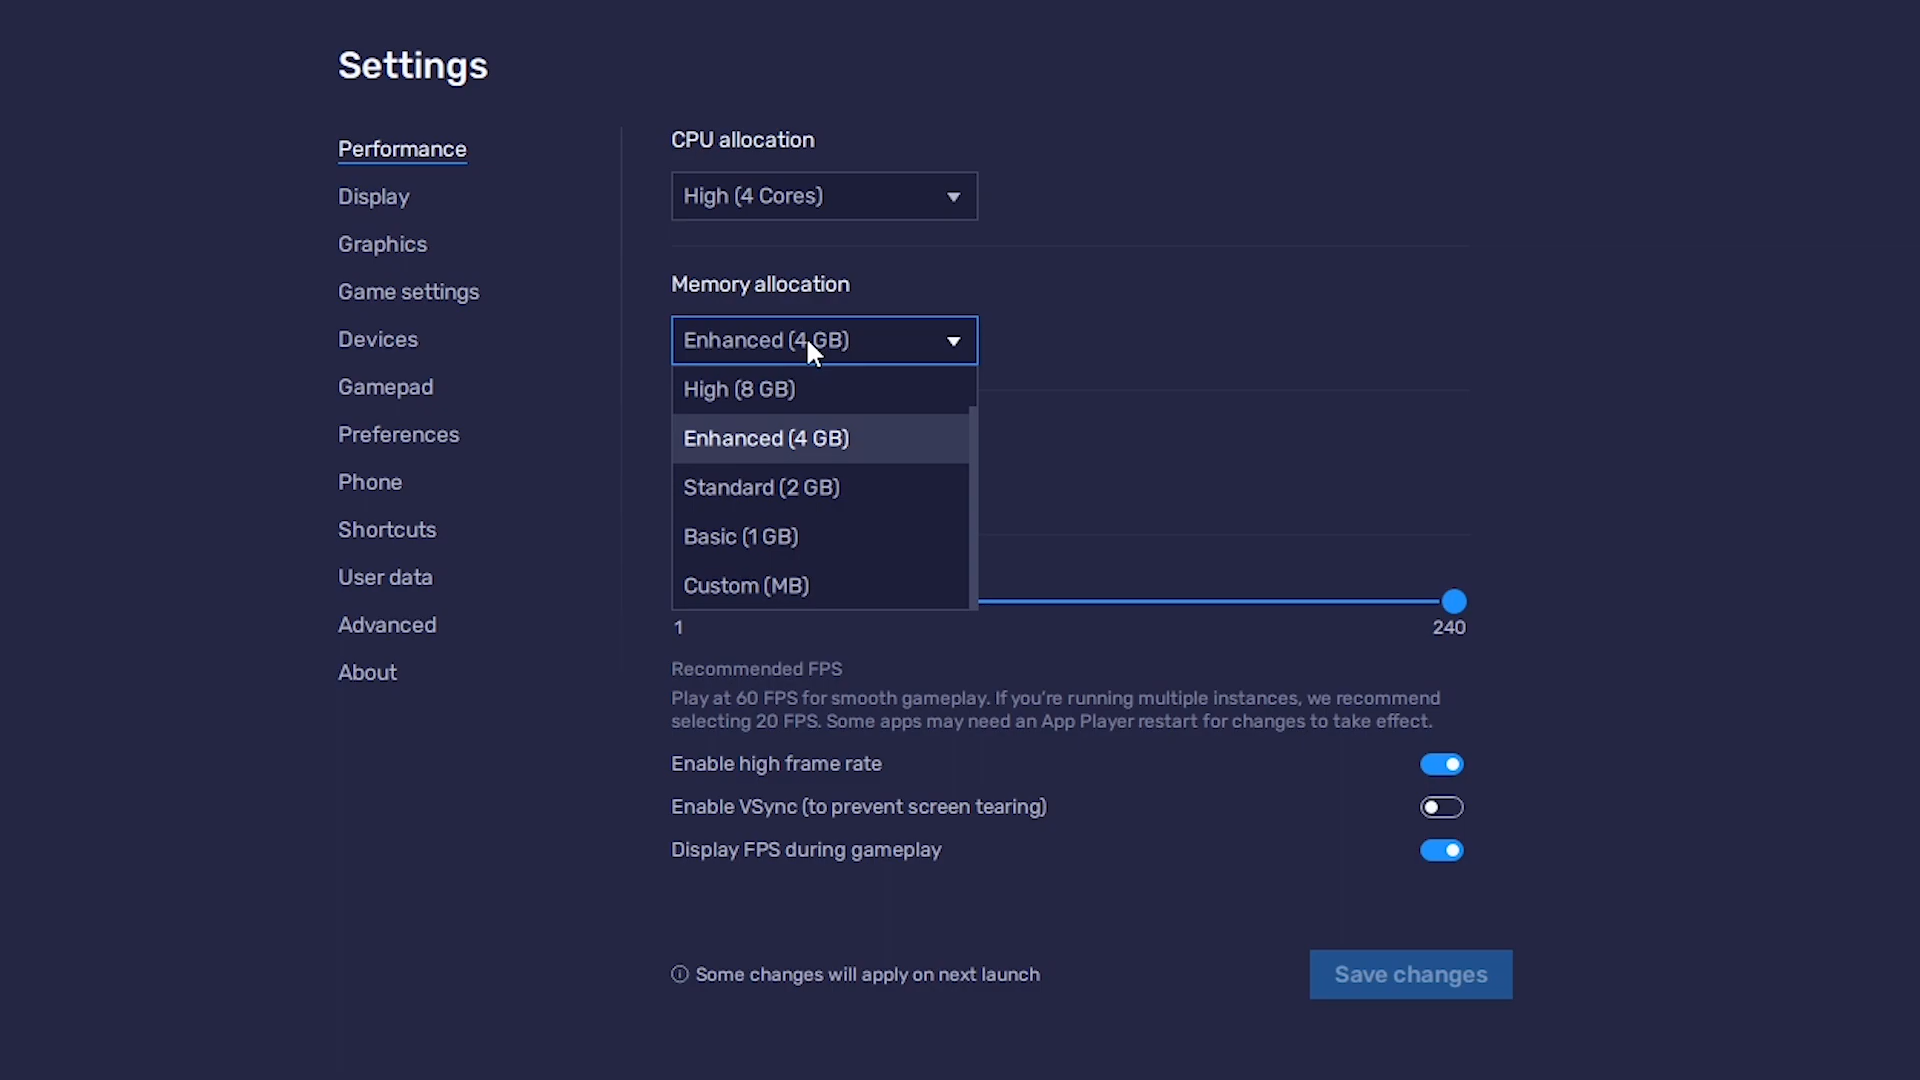 Settings
Performance
Display
Graphics
Game settings
Devices
Gamepad
Preferences
Phone
Shortcuts
User data
Advanced
About
CPU allocation
High (4 Cores)
Memory allocation
Enhanced (4 GB)
High (8 GB)
Enhanced (4 GB)
Standard (2 GB)
Basic (1 GB)
Custom (MB)
1
240
Recommended FPS
Play at 60 FPS for smooth gameplay. If you're running multiple instances, we recommend
selecting 20 FPS. Some apps may need an App Player restart for changes to take effect.
Enable high frame rate
Enable VSync (to prevent screen tearing)
Display FPS during gameplay
Some changes will apply on next launch
Save changes